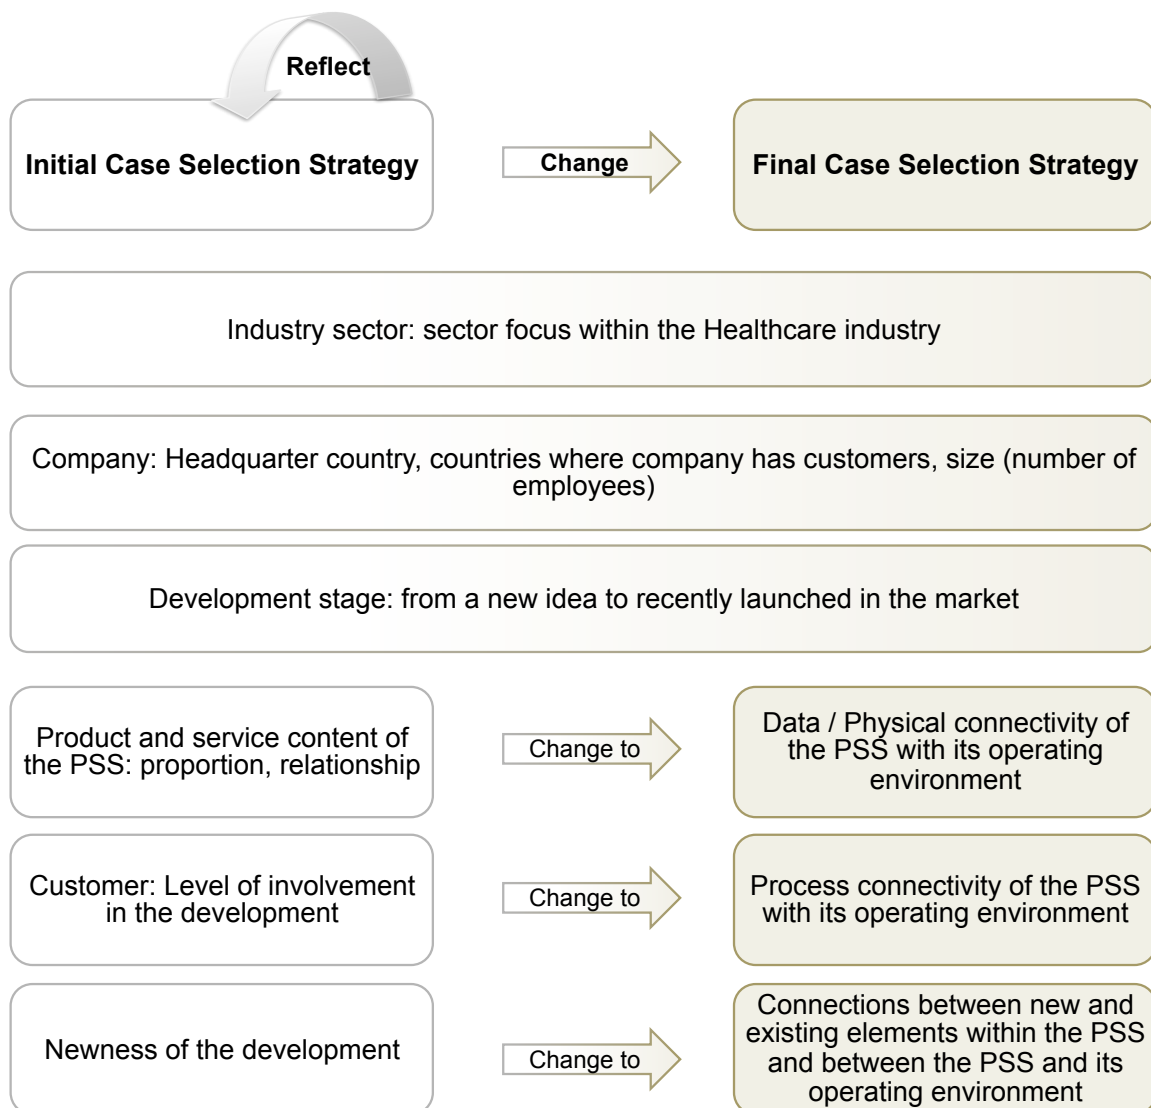 Reflect
Initial Case Selection Strategy
Change
Final Case Selection Strategy
Industry sector: sector focus within the Healthcare industry
Company: Headquarter country, countries where company has customers, size (number of
employees)
Development stage: from a new idea to recently launched in the market
Product and service content of
the PSS: proportion, relationship
Change to
Data / Physical connectivity of
the PSS with its operating
environment
Customer: Level of involvement
in the development
Change to
Process connectivity of the PSS
with its operating environment
Newness of the development
Change to
Connections between new and
existing elements within the PSS
and between the PSS and its
operating environment